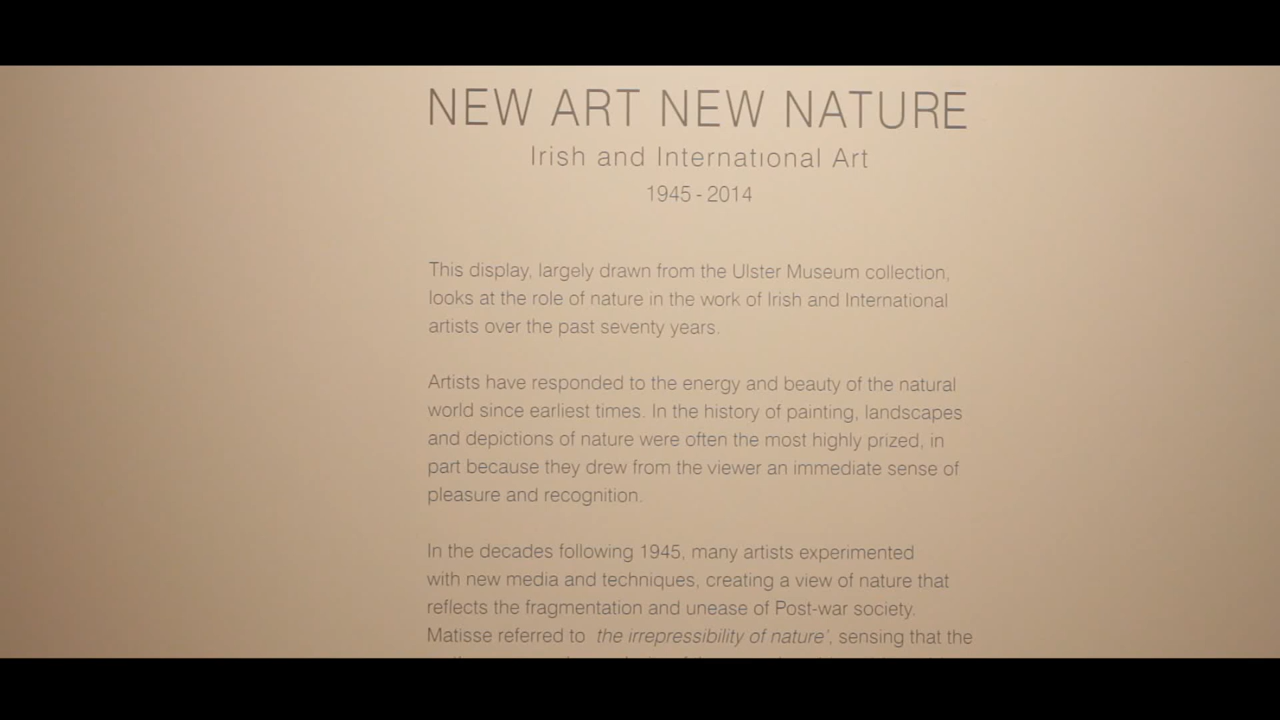 NEW ART NEW NATURE
Irish and International Art
1945 - 2014
This display, largely drawn from the Ulster Museum collection,
looks at the role of nature in the work of Irish and International
artists over the past seventy years.
Artists have responded to the energy and beauty of the natural
world since earliest times. In the history of painting, landscapes
and depictions of nature were often the most highly prized, in
part because they drew from the viewer an immediate sense of
pleasure and recognition.
In the decades following 1945, many artists experimented
with new media and techniques, creating a view of nature that
reflects the fragmentation and unease of Post-war society.
Matisse referred to the irrepressibility of nature', sensing that the